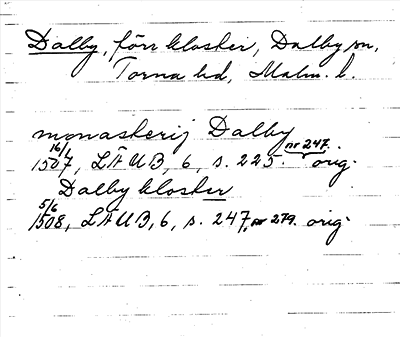 Dalby, förr kloster, Dalby sn,
Torna hd, Malm. l.
monasterij Dalby
16/1 1507, LÄUB, 6, s. 225. nr 247. orig.
Dalby kloster
5/6 1508, LÄUB, 6, s. 247, nr 279. orig.